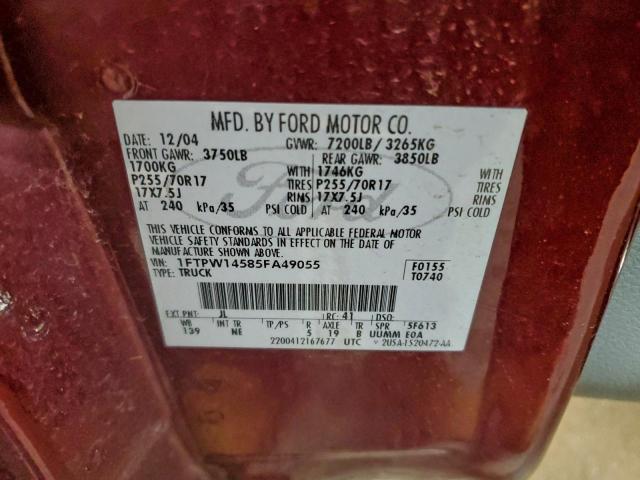 MFD. BY FORD MOTOR CO.
DATE: 12/04 GVWR: 7200LB / 3265KG
FRONT GAWR: 3750LB REAR GAWR: 3850LB
1700KG WITH 1746KG WITH
P255/70R17 TIRES P255/70R17 TIRES
17X7.5J RIMS 17X7.5J RIMS
AT 240 kPa/35 PSI COLD AT 240 kPa/35 PSI COLD
Ford
THIS VEHICLE CONFORMS TO ALL APPLICABLE FEDERAL MOTOR
VEHICLE SAFETY STANDARDS IN EFFECT ON THE DATE OF
MANUFACTURE SHOWN ABOVE.
VIN: 1FTPW14585FA49055 F0155
TYPE: TRUCK T0740
EXT. PNT: JL RC: 41 DSO:
WB INT TR TP/PS R AXLE TR SPR 5F613
139 NE 5 19 B UUMM E0A
2200412167677 UTC 2U5A-1520472-AA